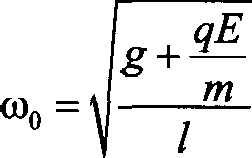 ω₀ = √((g + qE/m)/l)